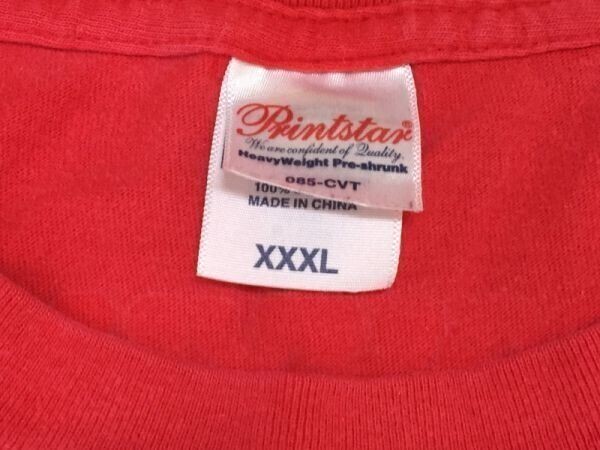 Printstar®
We are confident of Quality.
HeavyWeight Pre-shrunk
085-CVT
100%
MADE IN CHINA
XXXL